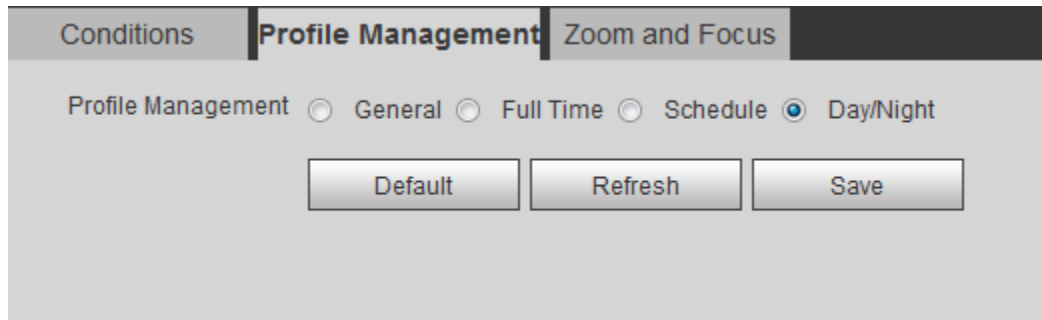 Conditions Profile Management Zoom and Focus
Profile Management General Full Time Schedule Day/Night
Default Refresh Save